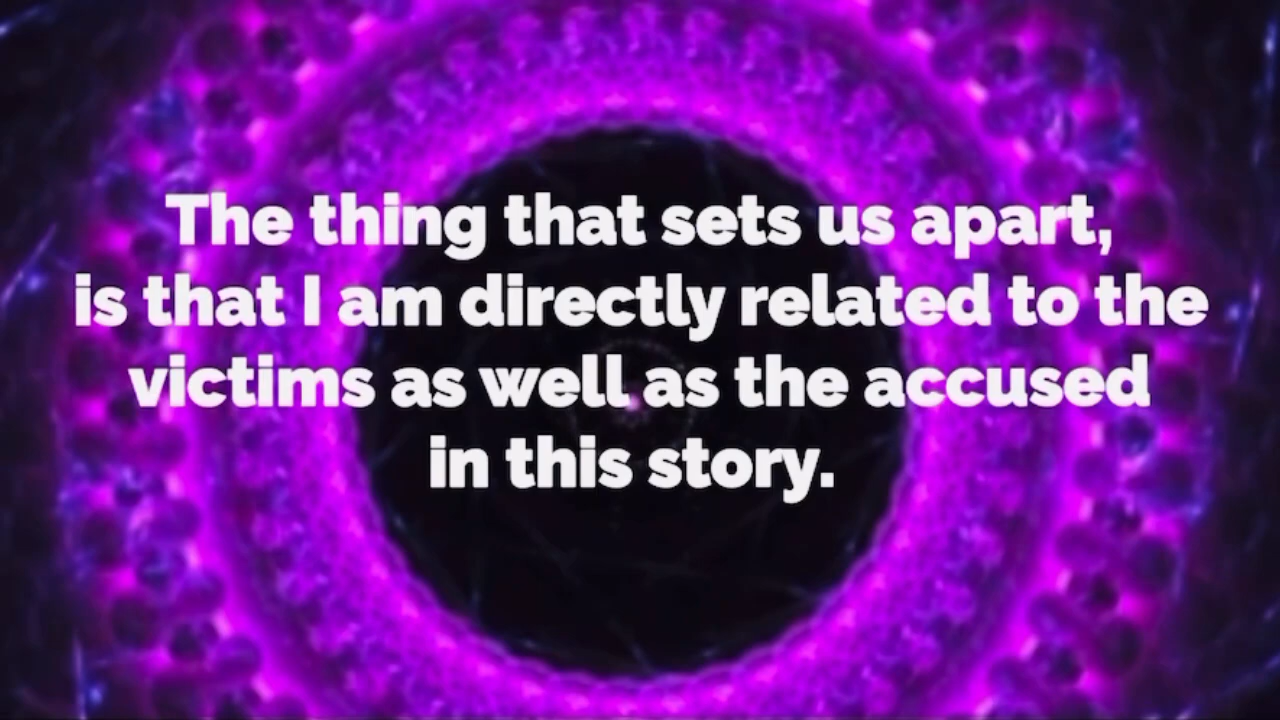 The thing that sets us apart,
is that I am directly related to the
victims as well as the accused
in this story.